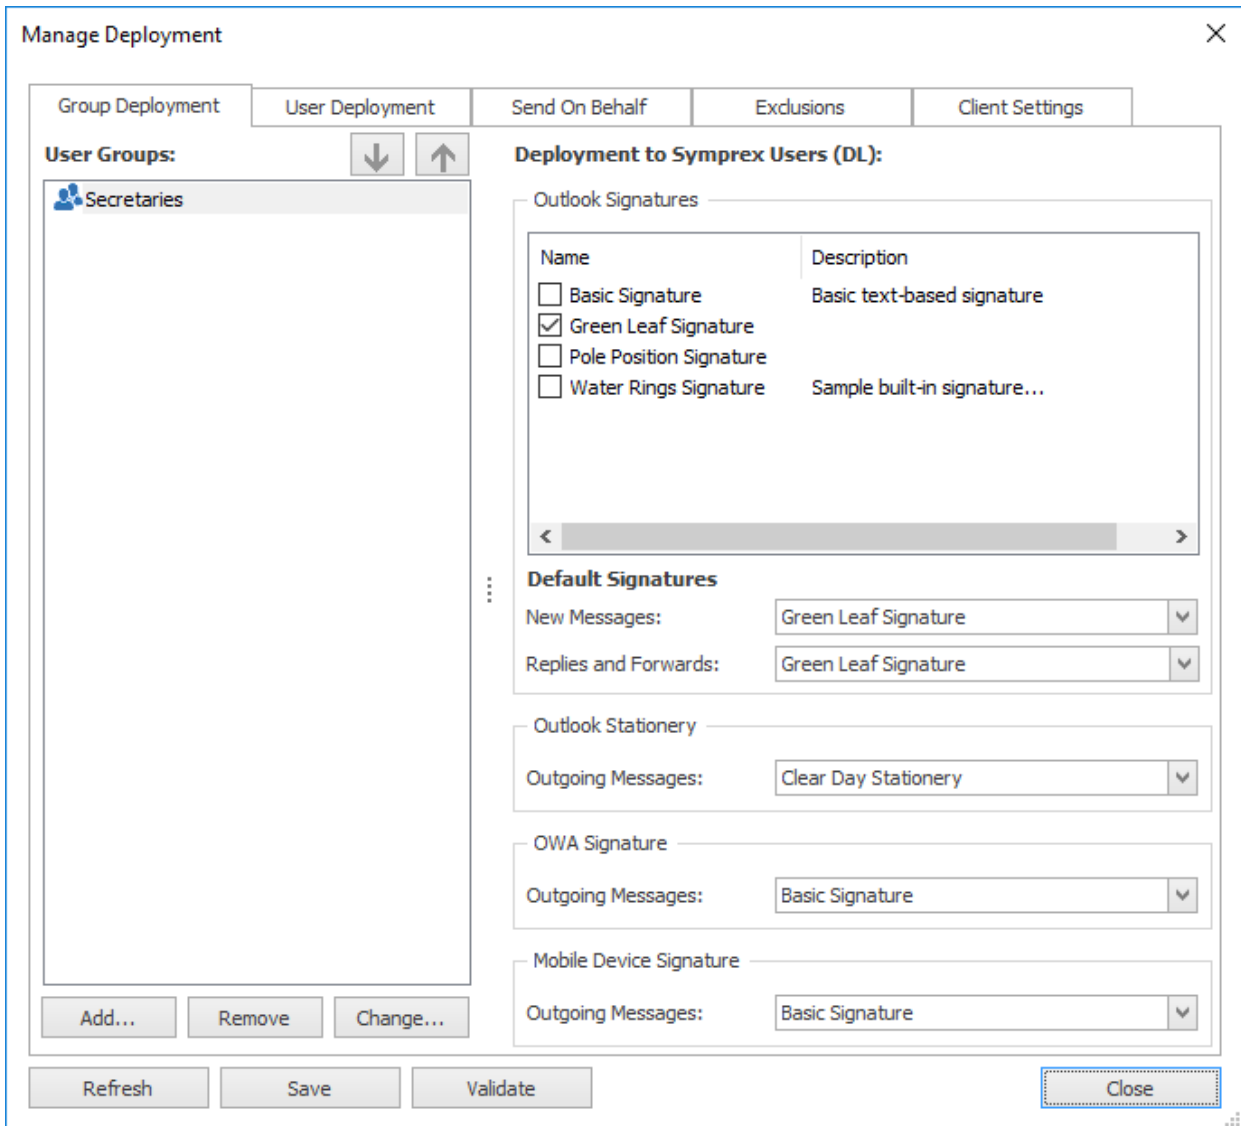 Manage Deployment
Group Deployment
User Deployment
Send On Behalf
Exclusions
Client Settings
User Groups:
Secretaries
Add...
Remove
Change...
Deployment to Symprex Users (DL):
Outlook Signatures
Name Description
Basic Signature Basic text-based signature
Green Leaf Signature
Pole Position Signature
Water Rings Signature Sample built-in signature...
Default Signatures
New Messages: Green Leaf Signature
Replies and Forwards: Green Leaf Signature
Outlook Stationery
Outgoing Messages: Clear Day Stationery
OWA Signature
Outgoing Messages: Basic Signature
Mobile Device Signature
Outgoing Messages: Basic Signature
Refresh
Save
Validate
Close